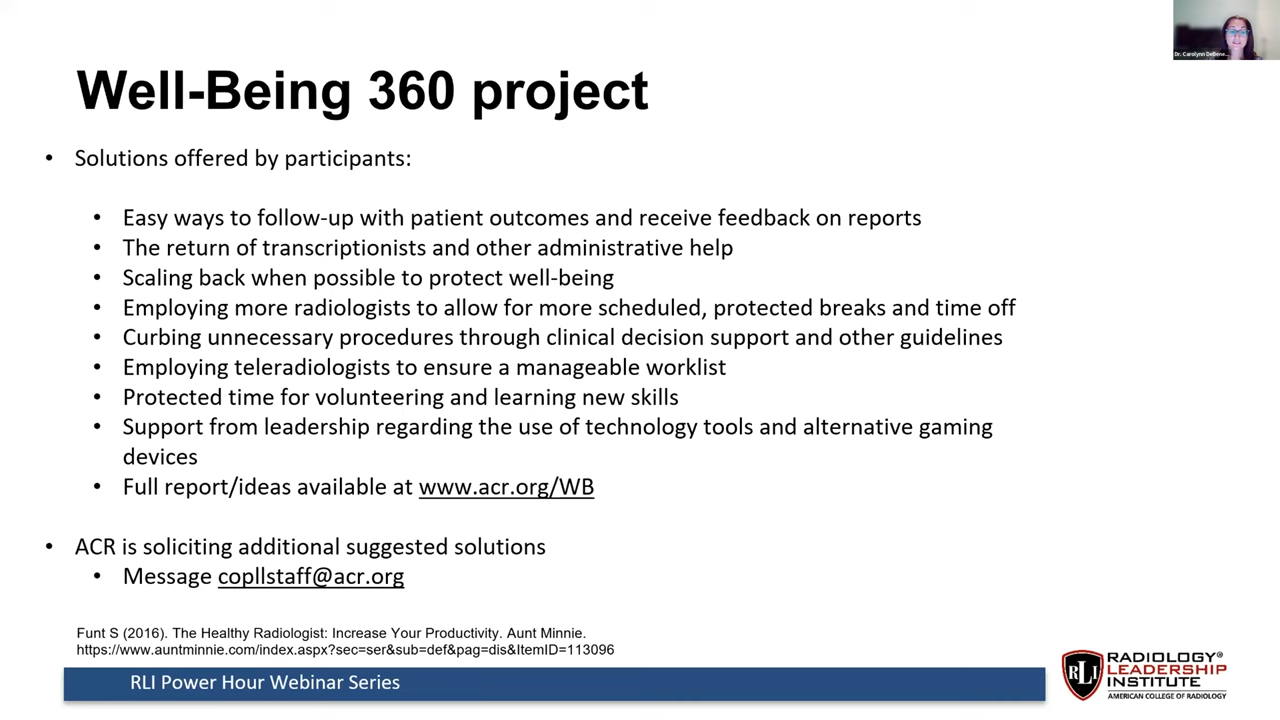 Dr. Carolynn DeBene...
Well-Being 360 project
• Solutions offered by participants:
• Easy ways to follow-up with patient outcomes and receive feedback on reports
• The return of transcriptionists and other administrative help
• Scaling back when possible to protect well-being
• Employing more radiologists to allow for more scheduled, protected breaks and time off
• Curbing unnecessary procedures through clinical decision support and other guidelines
• Employing teleradiologists to ensure a manageable worklist
• Protected time for volunteering and learning new skills
• Support from leadership regarding the use of technology tools and alternative gaming
devices
• Full report/ideas available at www.acr.org/WB
• ACR is soliciting additional suggested solutions
• Message copllstaff@acr.org
Funt S (2016). The Healthy Radiologist: Increase Your Productivity. Aunt Minnie.
https://www.auntminnie.com/index.aspx?sec=ser&sub=def&pag=dis&ItemID=113096
RLI Power Hour Webinar Series
RLI
RADIOLOGY®
LEADERSHIP
INSTITUTE
AMERICAN COLLEGE OF RADIOLOGY